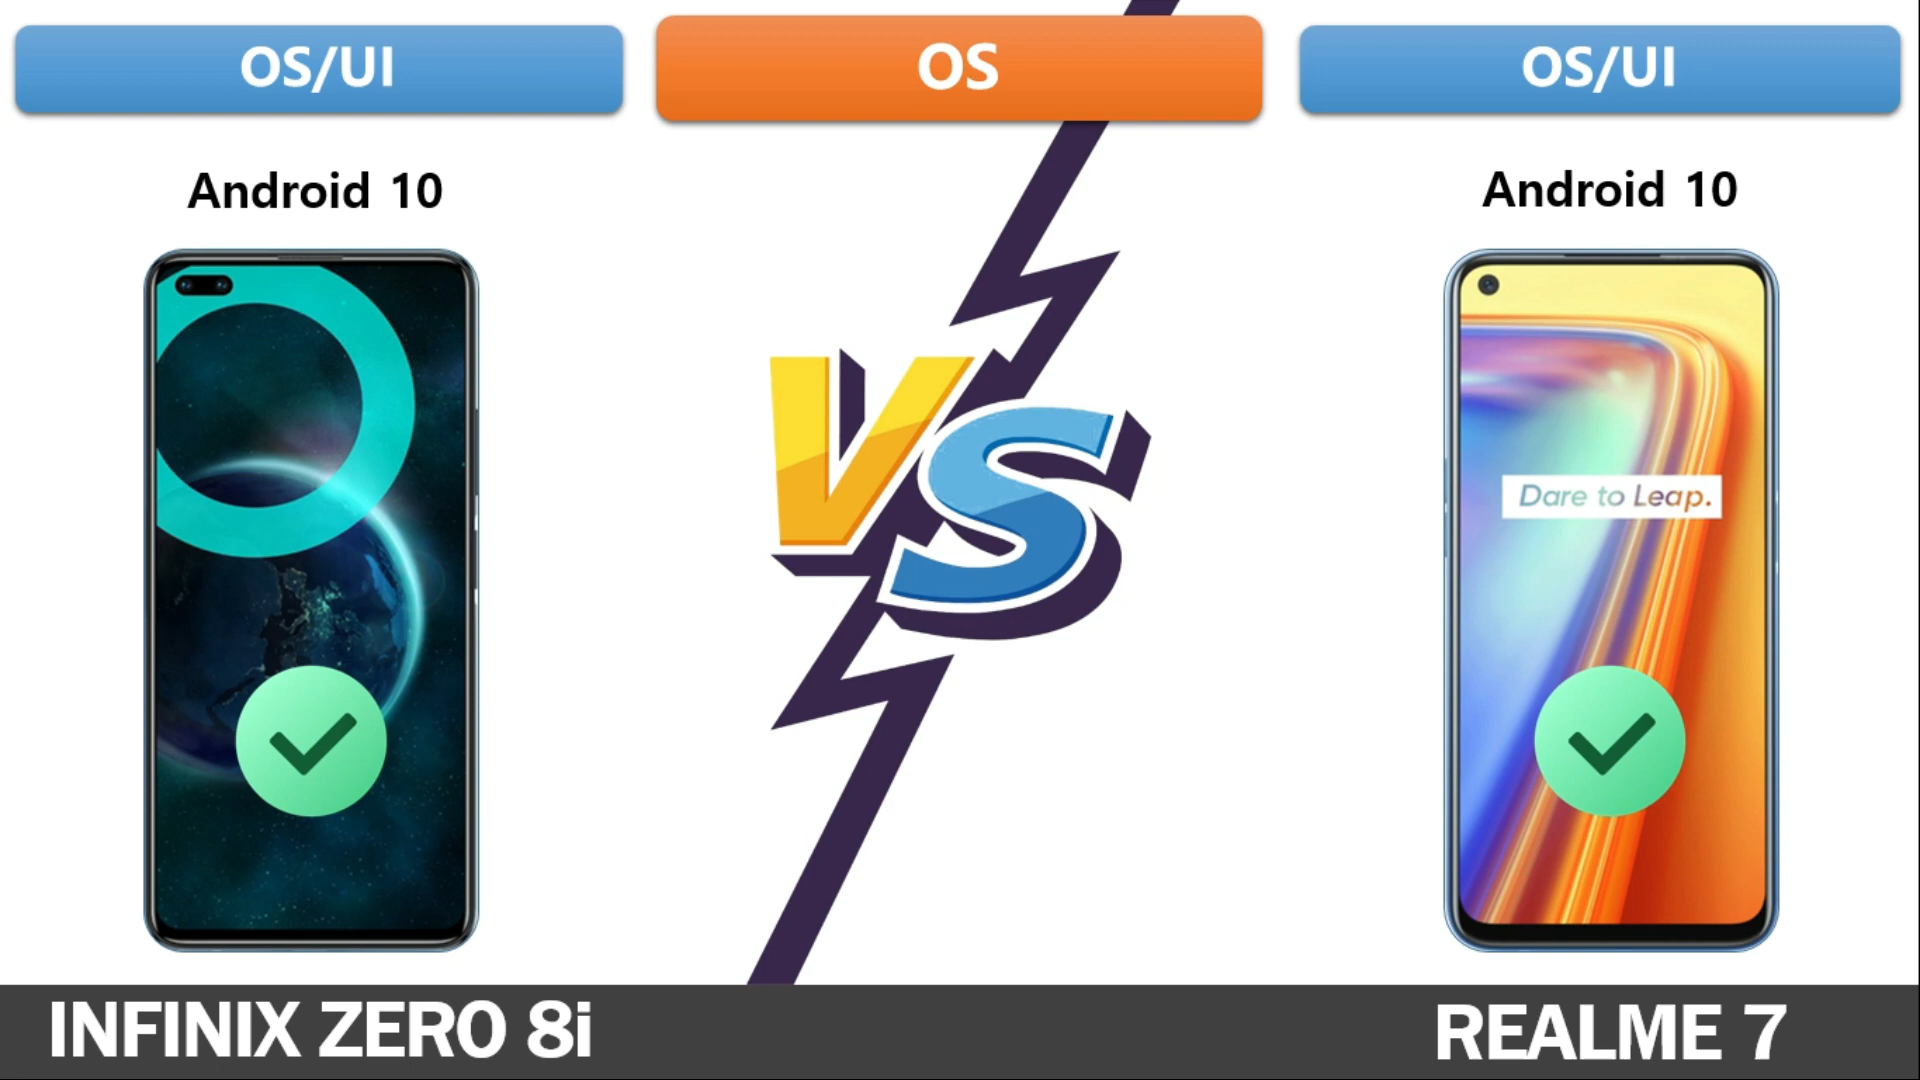 OS/UI
OS
OS/UI
Android 10
Android 10
VS
Dare to Leap.
INFINIX ZERO 8i
REALME 7